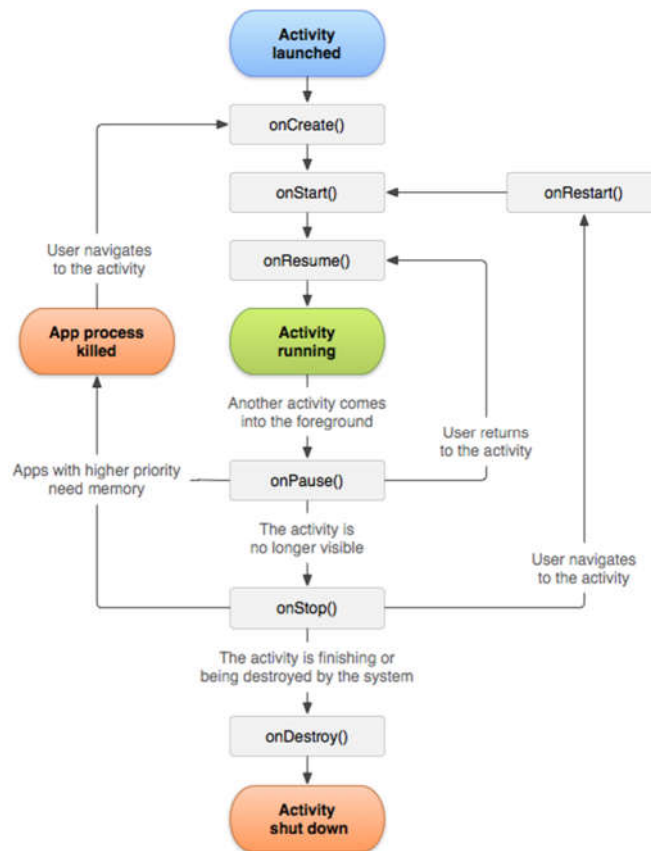 Activity
launched
onCreate()
onStart()
onRestart()
User navigates
to the activity
onResume()
App process
killed
Activity
running
Another activity comes
into the foreground
User returns
to the activity
Apps with higher priority
need memory
onPause()
The activity is
no longer visible
User navigates
to the activity
onStop()
The activity is finishing or
being destroyed by the system
onDestroy()
Activity
shut down